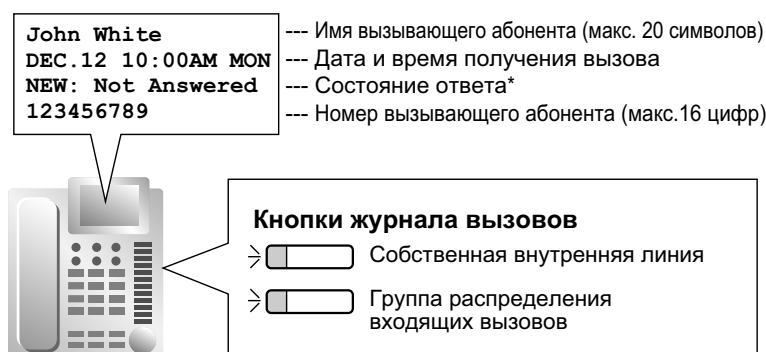 John White --- Имя вызывающего абонента (макс. 20 символов)
DEC.12 10:00AM MON --- Дата и время получения вызова
NEW: Not Answered --- Состояние ответа*
123456789 --- Номер вызывающего абонента (макс.16 цифр)
Кнопки журнала вызовов
Собственная внутренняя линия
Группа распределения
входящих вызовов